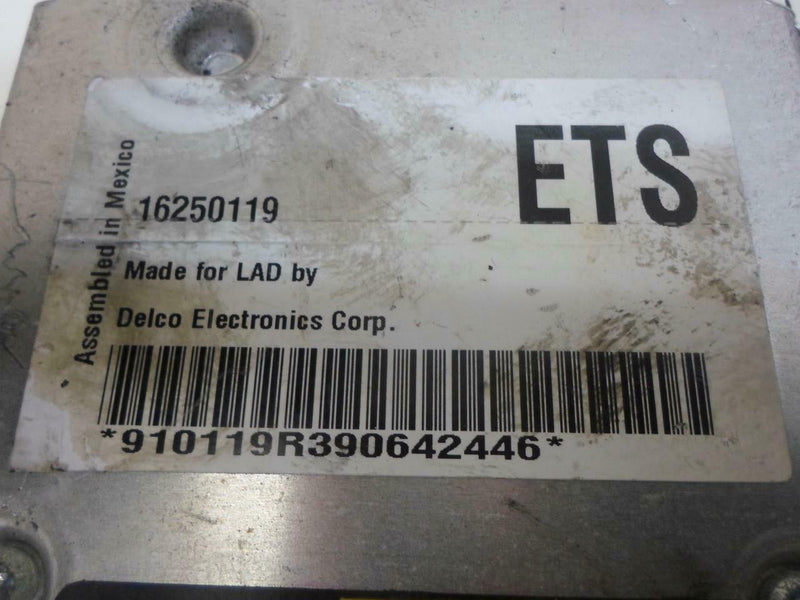 ETS
Assembled in Mexico
16250119
Made for LAD by
Delco Electronics Corp.
*910119R390642446*